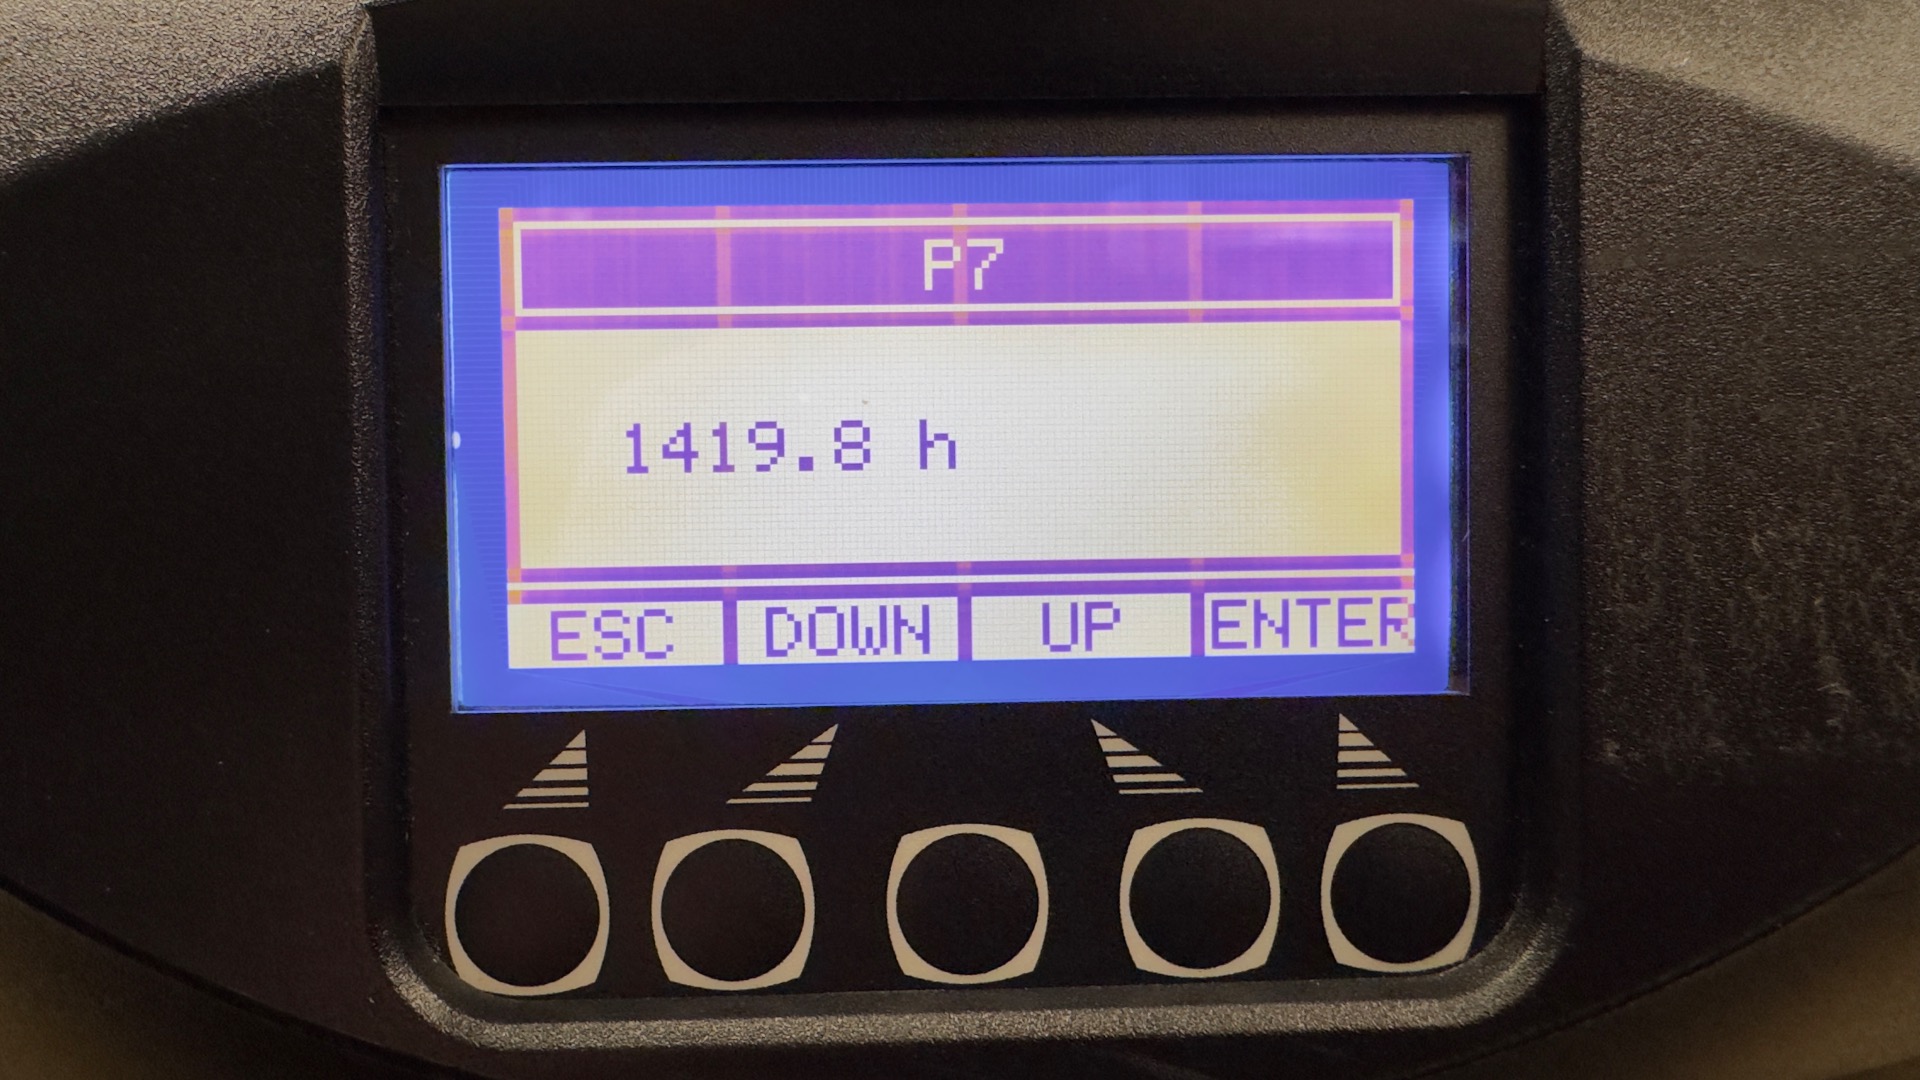 P7
1419.8 h
ESC DOWN UP ENTER